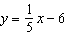 y = 1/5 x − 6